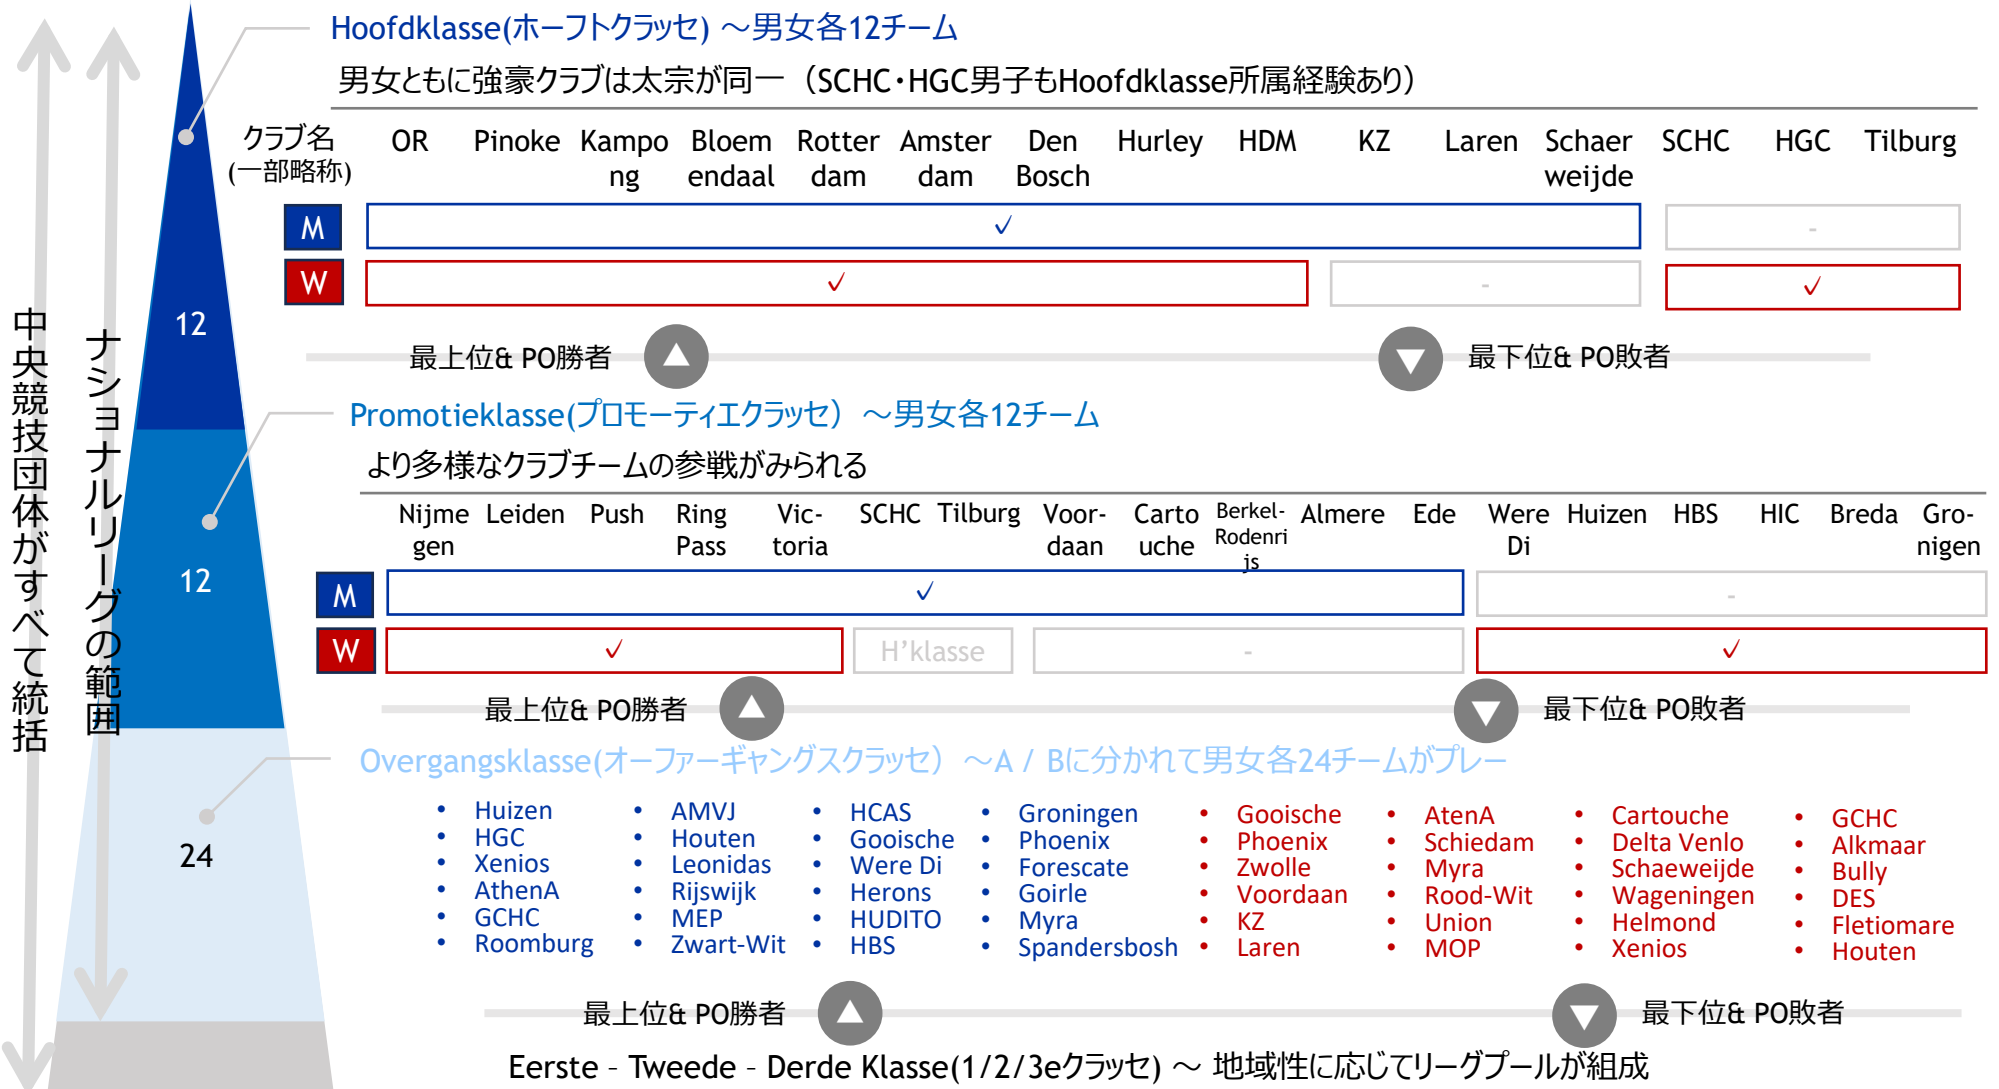 Hoofdklasse(ホーフトクラッセ) ～男女各12チーム
男女ともに強豪クラブは太宗が同一（SCHC・HGC男子もHoofdklasse所属経験あり）
クラブ名
(一部略称)
OR
Pinoke
Kampo
ng
Bloem
endaal
Rotter
dam
Amster
dam
Den
Bosch
Hurley
HDM
KZ
Laren
Schaer
weijde
SCHC
HGC
Tilburg
M
✓
-
W
✓
-
✓
12
最上位& PO勝者
▲
▼
最下位& PO敗者
中央競技団体がすべて統括
ナショナルリーグの範囲
Promotieklasse(プロモーティエクラッセ）～男女各12チーム
より多様なクラブチームの参戦がみられる
Nijme
gen
Leiden
Push
Ring
Pass
Vic-
toria
SCHC
Tilburg
Voor-
daan
Carto
uche
Berkel-
Rodenri
js
Almere
Ede
Were
Di
Huizen
HBS
HIC
Breda
Gro-
nigen
12
M
✓
-
W
✓
H’klasse
-
✓
最上位& PO勝者
▲
▼
最下位& PO敗者
Overgangsklasse(オーファーギャングスクラッセ）～A / Bに分かれて男女各24チームがプレー
24
• Huizen
• HGC
• Xenios
• AthenA
• GCHC
• Roomburg
• AMVJ
• Houten
• Leonidas
• Rijswijk
• MEP
• Zwart-Wit
• HCAS
• Gooische
• Were Di
• Herons
• HUDITO
• HBS
• Groningen
• Phoenix
• Forescate
• Goirle
• Myra
• Spandersbosh
• Gooische
• Phoenix
• Zwolle
• Voordaan
• KZ
• Laren
• AtenA
• Schiedam
• Myra
• Rood-Wit
• Union
• MOP
• Cartouche
• Delta Venlo
• Schaeweijde
• Wageningen
• Helmond
• Xenios
• GCHC
• Alkmaar
• Bully
• DES
• Fletiomare
• Houten
最上位& PO勝者
▲
▼
最下位& PO敗者
Eerste – Tweede – Derde Klasse(1/2/3eクラッセ) ～ 地域性に応じてリーグプールが組成